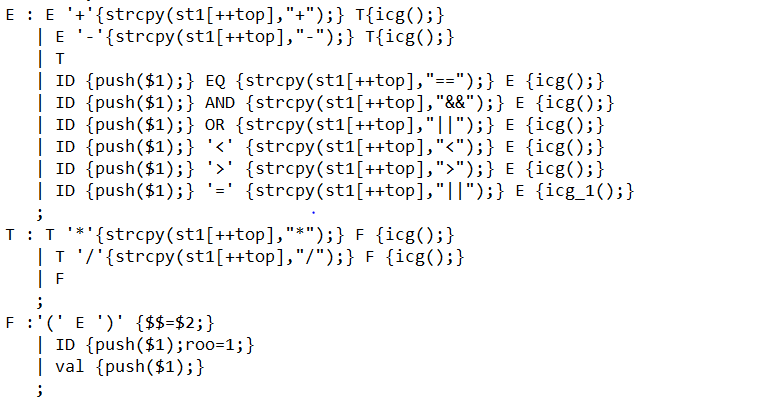 E : E '+'{strcpy(st1[++top],"+");} T{icg();}
| E '-'{strcpy(st1[++top],"-");} T{icg();}
| T
| ID {push($1);} EQ {strcpy(st1[++top],"==");} E {icg();}
| ID {push($1);} AND {strcpy(st1[++top],"&&");} E {icg();}
| ID {push($1);} OR {strcpy(st1[++top],"||");} E {icg();}
| ID {push($1);} '<' {strcpy(st1[++top],"<");} E {icg();}
| ID {push($1);} '>' {strcpy(st1[++top],">");} E {icg();}
| ID {push($1);} '=' {strcpy(st1[++top],"||");} E {icg_1();}
;
T : T '*'{strcpy(st1[++top],"*");} F {icg();}
| T '/'{strcpy(st1[++top],"/");} F {icg();}
| F
;
F :'(' E ')' {$$=$2;}
| ID {push($1);roo=1;}
| val {push($1);}
;